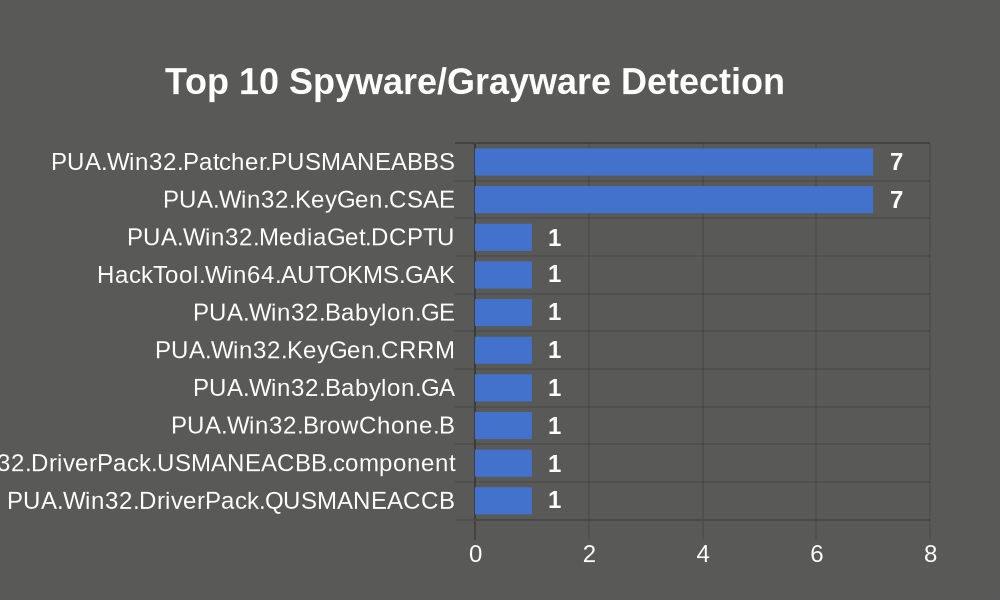 Top 10 Spyware/Grayware Detection
PUA.Win32.Patcher.PUSMANEABBS 7
PUA.Win32.KeyGen.CSAE 7
PUA.Win32.MediaGet.DCPTU 1
HackTool.Win64.AUTOKMS.GAK 1
PUA.Win32.Babylon.GE 1
PUA.Win32.KeyGen.CRRM 1
PUA.Win32.Babylon.GA 1
PUA.Win32.BrowChone.B 1
32.DriverPack.USMANEACBB.component 1
PUA.Win32.DriverPack.QUSMANEACCB 1
0 2 4 6 8